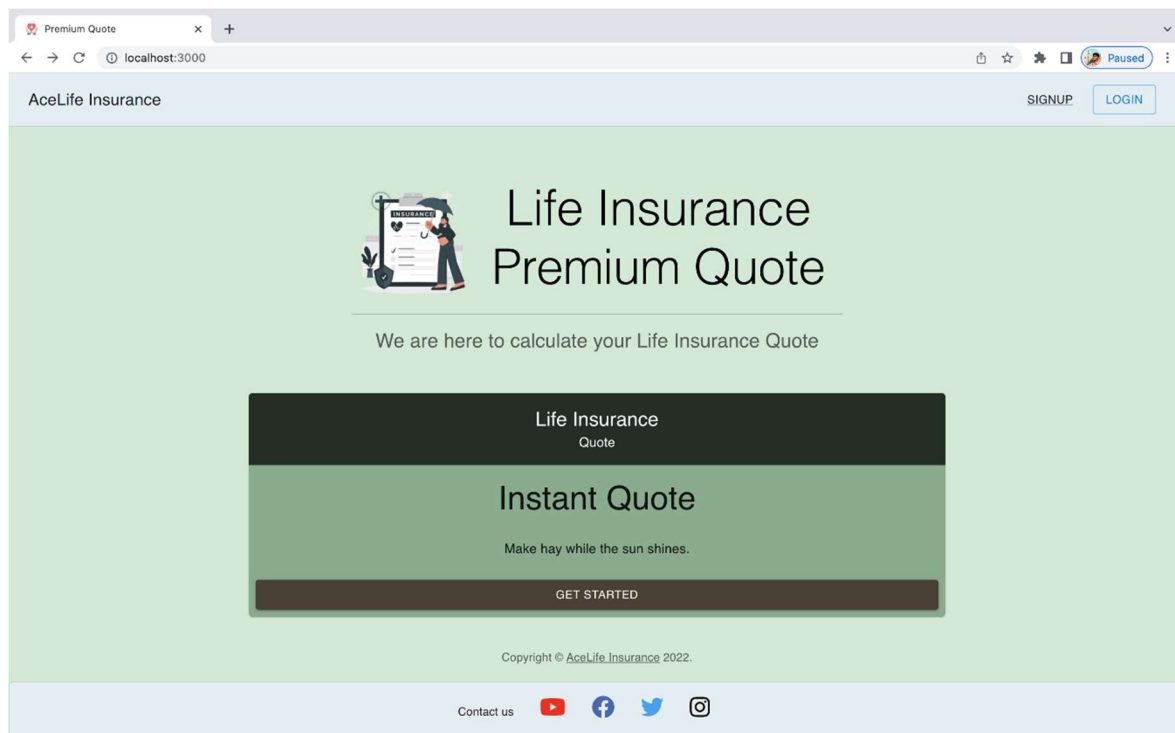 Premium Quote
localhost:3000
Paused
AceLife Insurance
SIGNUP
LOGIN
INSURANCE
Life Insurance
Premium Quote
We are here to calculate your Life Insurance Quote
Life Insurance
Quote
Instant Quote
Make hay while the sun shines.
GET STARTED
Copyright © AceLife Insurance 2022.
Contact us